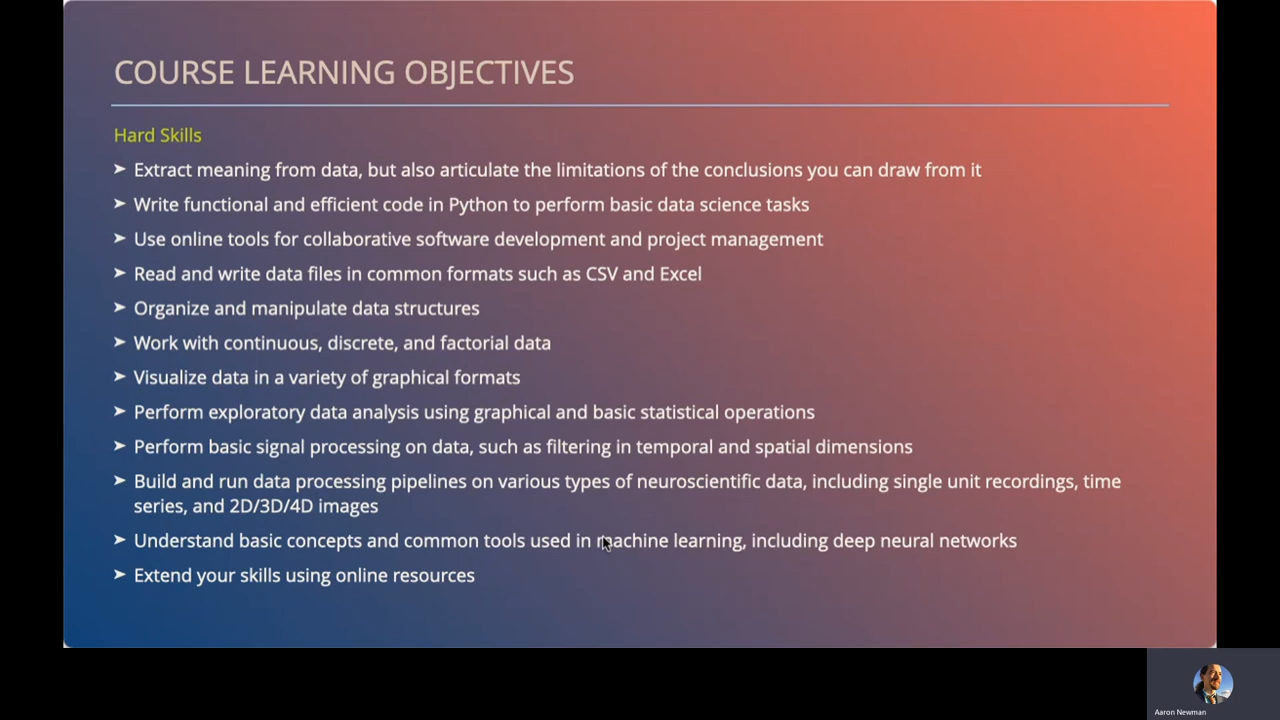 COURSE LEARNING OBJECTIVES
Hard Skills
➤ Extract meaning from data, but also articulate the limitations of the conclusions you can draw from it
➤ Write functional and efficient code in Python to perform basic data science tasks
➤ Use online tools for collaborative software development and project management
➤ Read and write data files in common formats such as CSV and Excel
➤ Organize and manipulate data structures
➤ Work with continuous, discrete, and factorial data
➤ Visualize data in a variety of graphical formats
➤ Perform exploratory data analysis using graphical and basic statistical operations
➤ Perform basic signal processing on data, such as filtering in temporal and spatial dimensions
➤ Build and run data processing pipelines on various types of neuroscientific data, including single unit recordings, time
series, and 2D/3D/4D images
➤ Understand basic concepts and common tools used in machine learning, including deep neural networks
➤ Extend your skills using online resources
Aaron Newman